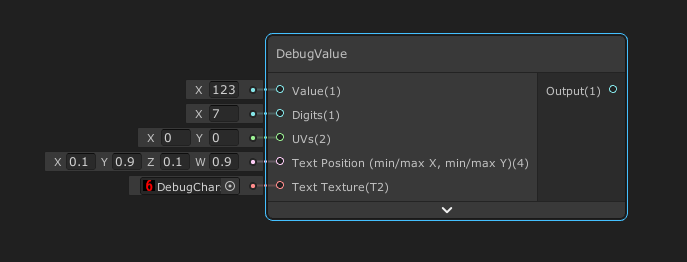 DebugValue
X 123 Value(1) Output(1)
X 7 Digits(1)
X 0 Y 0 UVs(2)
X 0.1 Y 0.9 Z 0.1 W 0.9 Text Position (min/max X, min/max Y)(4)
6 DebugChar Text Texture(T2)